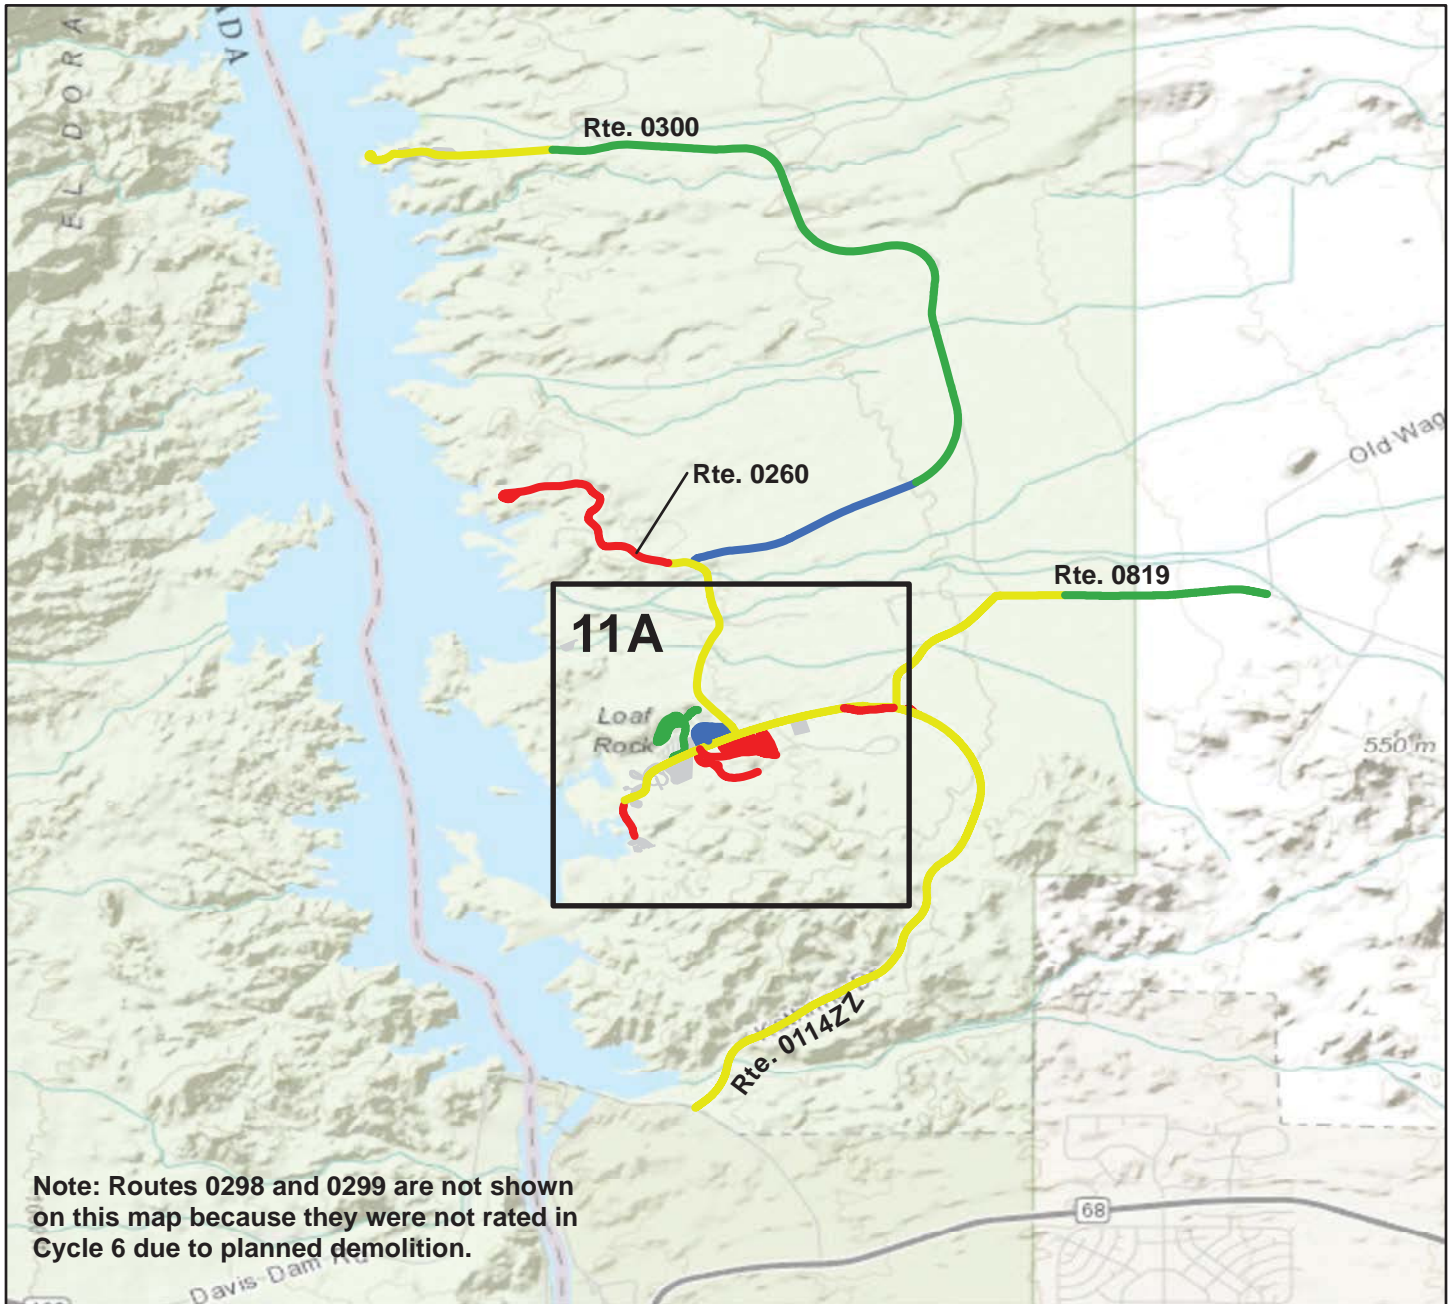 EL DORA
ADA
Rte. 0300
Old Wag
Rte. 0260
Rte. 0819
11A
Loaf
Rock
550 m
Rte. 0114ZZ
68
Note: Routes 0298 and 0299 are not shown
on this map because they were not rated in
Cycle 6 due to planned demolition.
Davis Dam Rd